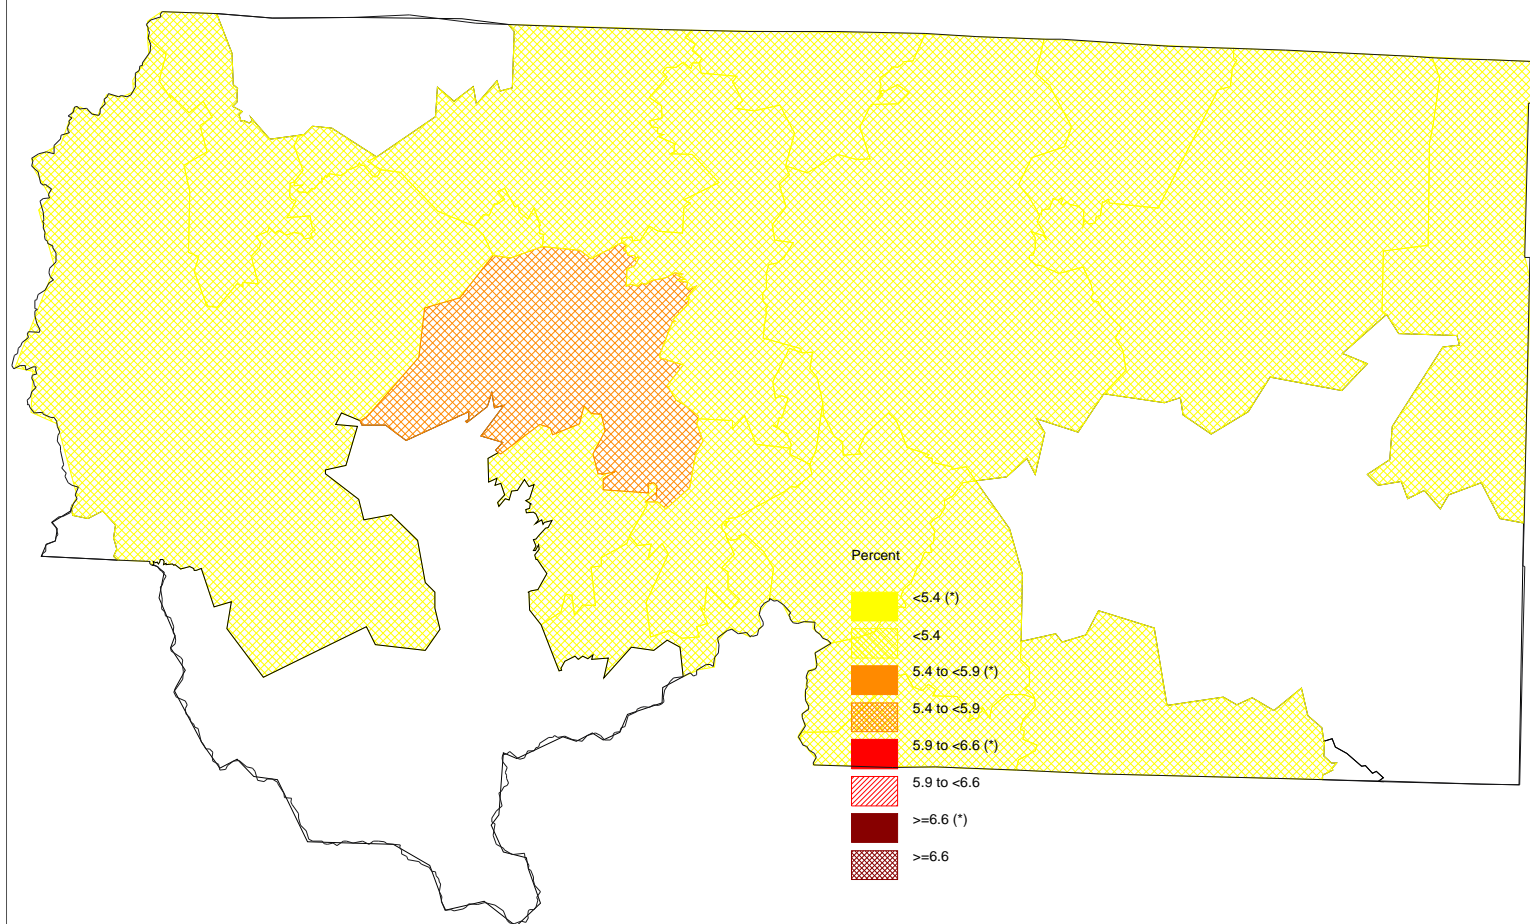 Percent
<5.4 (*)
<5.4
5.4 to <5.9 (*)
5.4 to <5.9
5.9 to <6.6 (*)
5.9 to <6.6
>=6.6 (*)
>=6.6